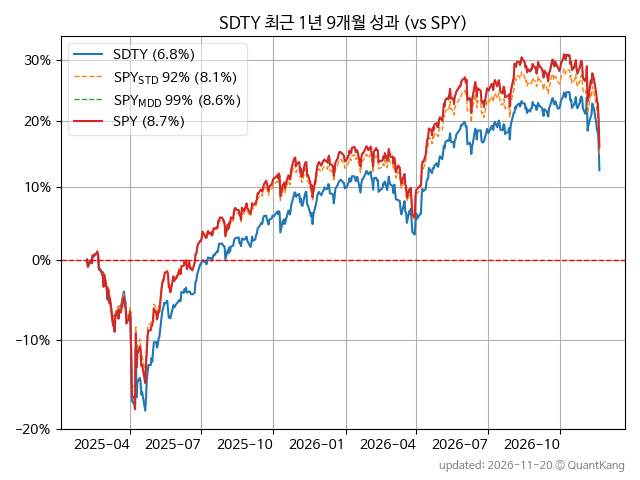 SDTY 최근 1년 9개월 성과 (vs SPY)
SDTY (6.8%)
SPY_STD 92% (8.1%)
SPY_MDD 99% (8.6%)
SPY (8.7%)
30%
20%
10%
0%
−10%
−20%
2025-04 2025-07 2025-10 2026-01 2026-04 2026-07 2026-10
updated: 2026-11-20 © QuantKang